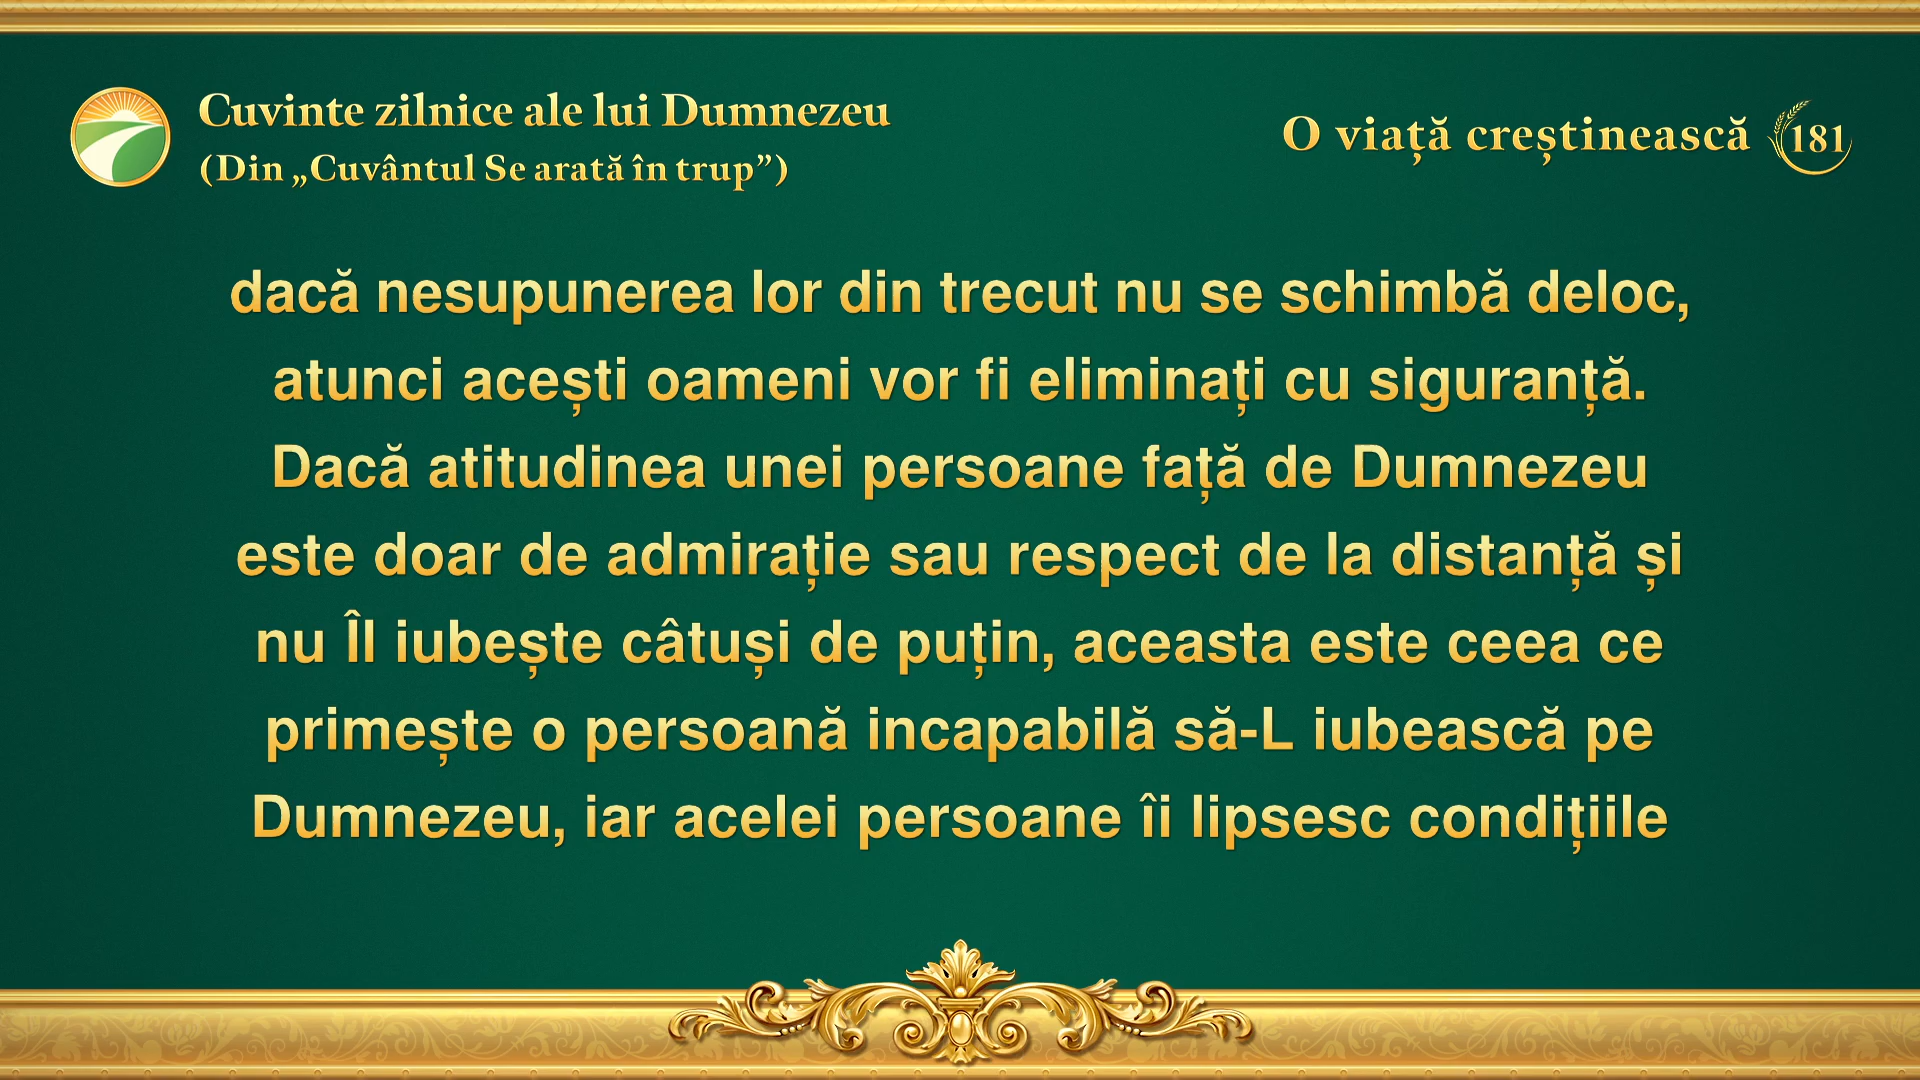 Cuvinte zilnice ale lui Dumnezeu
(Din „Cuvântul Se arată în trup”)
O viață creștinească 181
dacă nesupunerea lor din trecut nu se schimbă deloc,
atunci acești oameni vor fi eliminați cu siguranță.
Dacă atitudinea unei persoane față de Dumnezeu
este doar de admirație sau respect de la distanță și
nu Îl iubește câtuși de puțin, aceasta este ceea ce
primește o persoană incapabilă să-L iubească pe
Dumnezeu, iar acelei persoane îi lipsesc condițiile